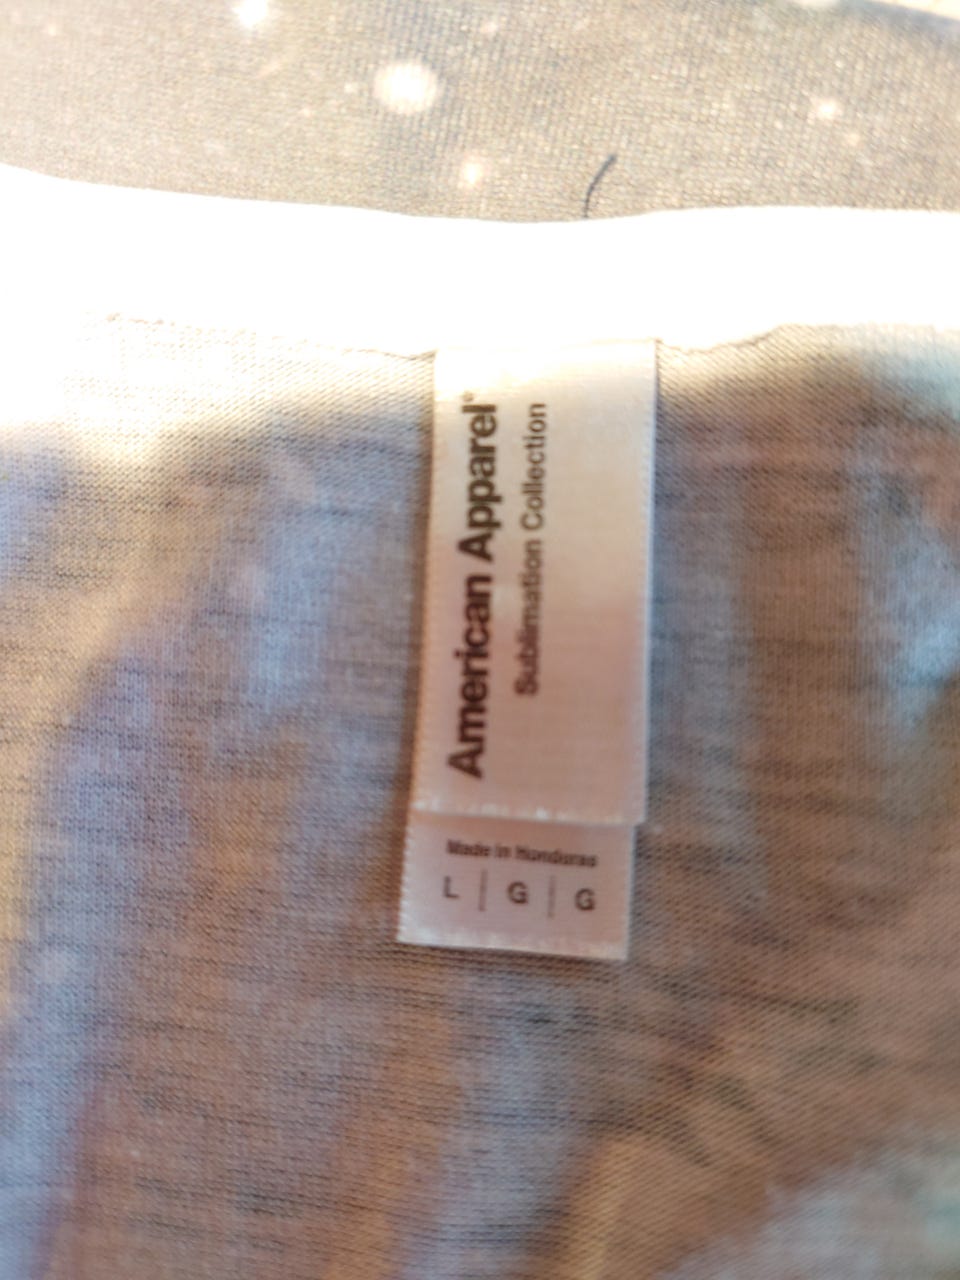 American Apparel®
Sublimation Collection
Made in Honduras
L | G | G